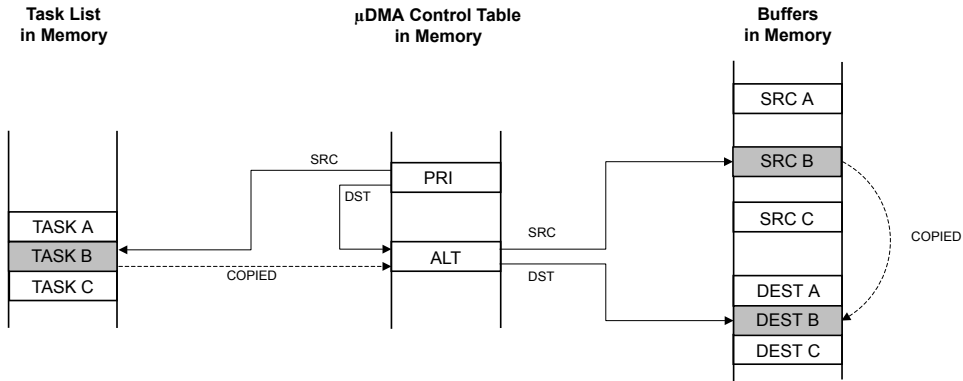 Task List
in Memory
µDMA Control Table
in Memory
Buffers
in Memory
SRC A
SRC
SRC B
PRI
DST
TASK A
SRC C
SRC
COPIED
TASK B
ALT
COPIED
DST
TASK C
DEST A
DEST B
DEST C